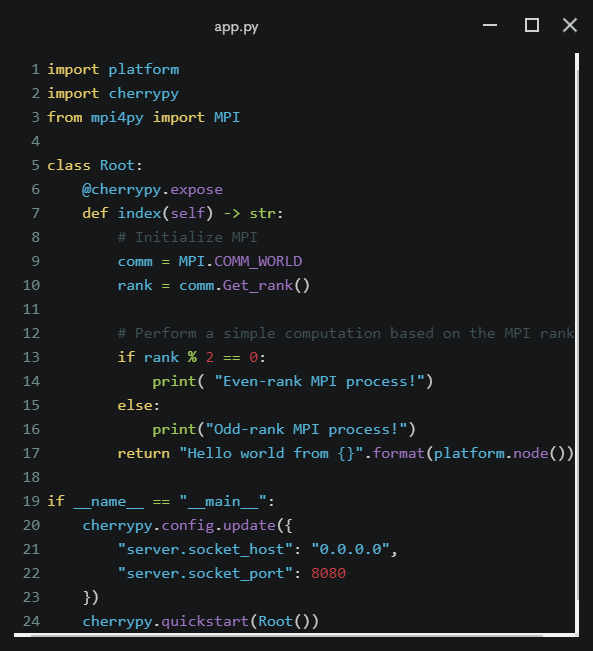 app.py
1 import platform
2 import cherrypy
3 from mpi4py import MPI
4
5 class Root:
6     @cherrypy.expose
7     def index(self) -> str:
8         # Initialize MPI
9         comm = MPI.COMM_WORLD
10         rank = comm.Get_rank()
11
12         # Perform a simple computation based on the MPI rank
13         if rank % 2 == 0:
14             print( "Even-rank MPI process!")
15         else:
16             print("Odd-rank MPI process!")
17         return "Hello world from {}".format(platform.node())
18
19 if __name__ == "__main__":
20     cherrypy.config.update({
21         "server.socket_host": "0.0.0.0",
22         "server.socket_port": 8080
23     })
24     cherrypy.quickstart(Root())